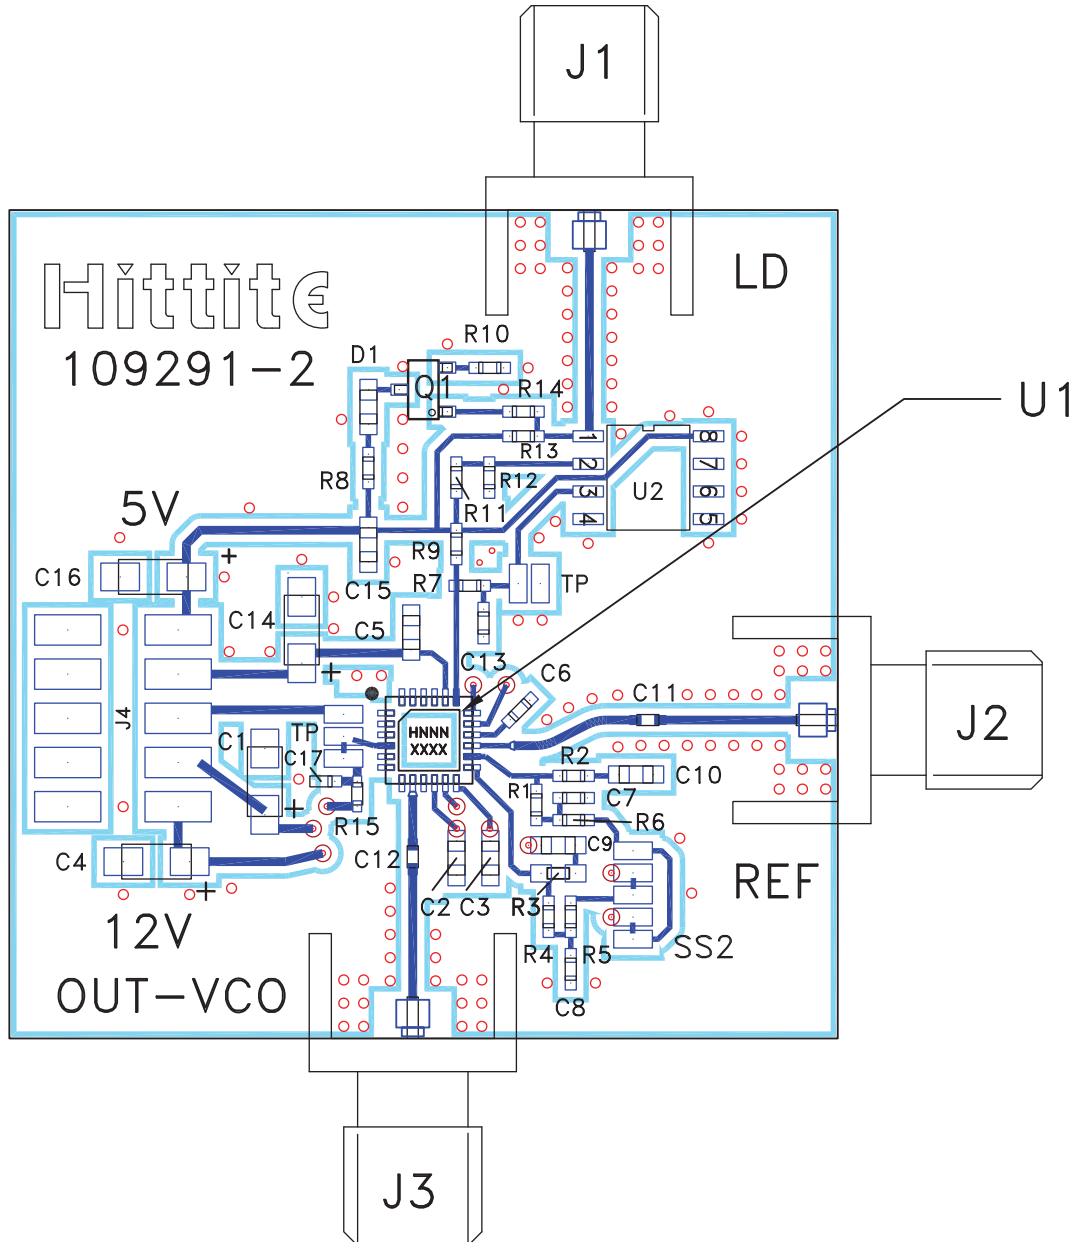 J1
Hittite
LD
109291-2
D1
R10
Q1
R14
U1
1
8
R13
2
7
R8
R12
3
U2
6
5V
R11
4
5
+
R9
C16
C15
R7
TP
C14
C5
+
C13
C6
C11
J4
HNNN
XXXX
J2
C1
TP
C17
R2
C10
R1
C7
+
R15
R6
C4
C12
C9
+
C2
C3
R3
REF
12V
R4
R5
SS2
OUT-VCO
C8
J3